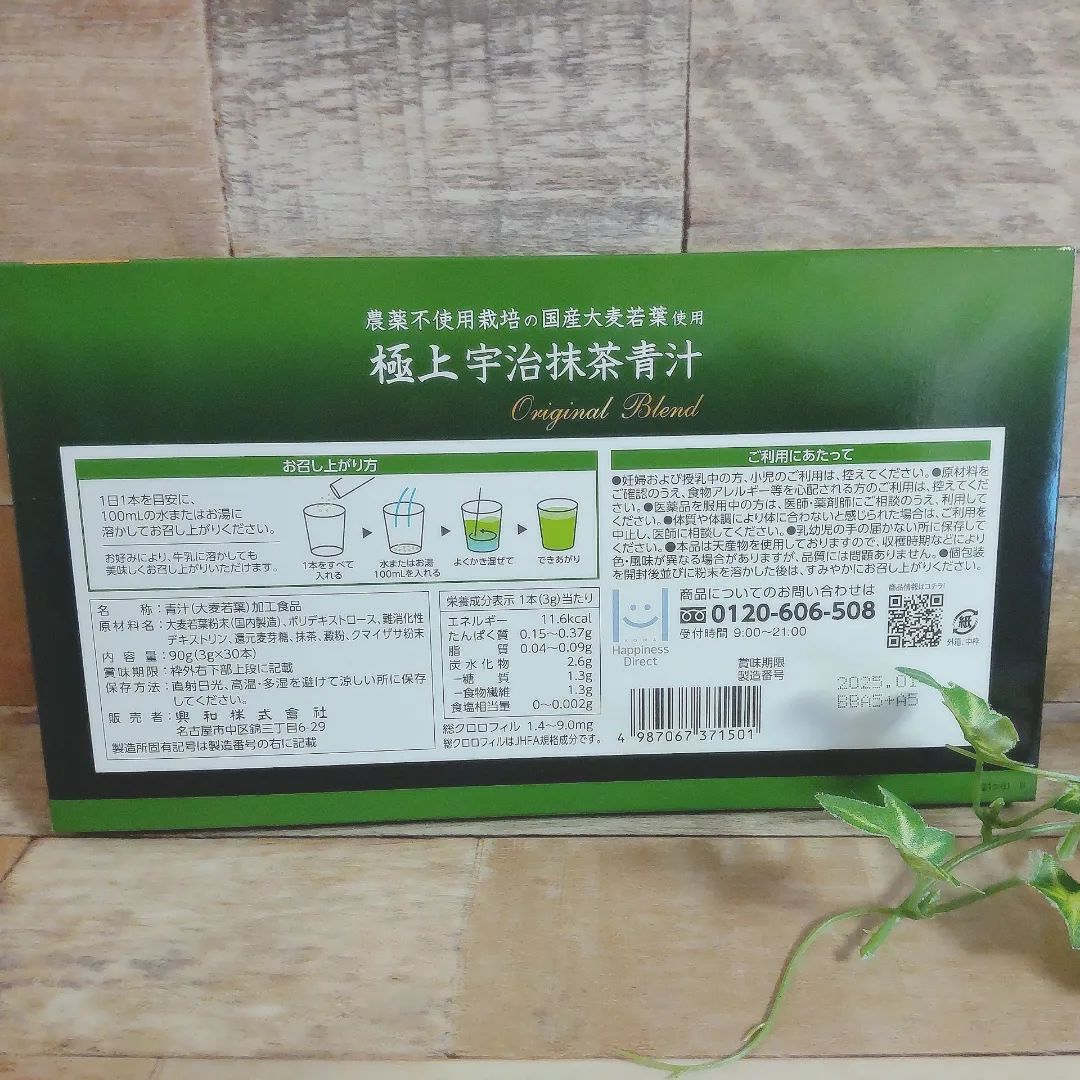 農薬不使用栽培の国産大麦若葉使用
極上宇治抹茶青汁
Original Blend
お召し上がり方
1日1本を目安に、
100mLの水またはお湯に
溶かしてお召し上がりください。
お好みにより、牛乳に溶かしても
美味しくお召し上がりいただけます。
1本をすべて
入れる
水またはお湯
100mLを入れる
よくかき混ぜて
できあがり
名　　称：青汁(大麦若葉)加工食品
原材料名：大麦若葉粉末(国内製造)、ポリデキストロース、難消化性
デキストリン、還元麦芽糖、抹茶、澱粉、クマイザサ粉末
内 容 量：90g(3g×30本)
賞味期限：枠外右下部上段に記載
保存方法：直射日光、高温・多湿を避けて涼しい所に保存
してください。
販 売 者：興和株式會社
名古屋市中区錦三丁目6-29
製造所固有記号は製造番号の右に記載
栄養成分表示 1本(3g)当たり
エネルギー 11.6kcal
たんぱく質 0.15〜0.37g
脂　　質 0.04〜0.09g
炭水化物 2.6g
−糖　　質 1.3g
−食物繊維 1.3g
食塩相当量 0〜0.002g
総クロロフィル 1.4〜9.0mg
総クロロフィルはJHFA規格成分です。
ご利用にあたって
●妊婦および授乳中の方、小児のご利用は、控えてください。●原材料を
ご確認のうえ、食物アレルギー等を心配される方のご利用は、控えてくだ
さい。●医薬品を服用中の方は、医師・薬剤師にご相談のうえ、利用して
ください。●体質や体調により体に合わないと感じられた場合は、ご利用を
中止し、医師に相談してください。●乳幼児の手の届かない所に保存して
ください。●本品は天産物を使用しておりますので、収穫時期などにより
色・風味が異なる場合がありますが、品質には問題ありません。●個包装
を開封後並びに粉末を溶かした後は、すみやかにお召し上がりください。
KOWA
Happiness
Direct
商品についてのお問い合わせは
0120-606-508
受付時間 9:00〜21:00
商品情報はコチラ!
紙
外箱、中枠
賞味期限
製造番号
2025.01
BBA5+A5
4 987067 371501